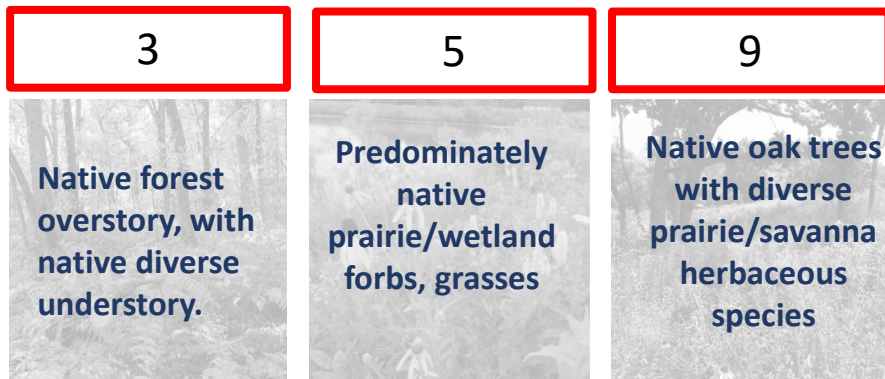 3
5
9
Native forest
overstory, with
native diverse
understory.
Predominately
native
prairie/wetland
forbs, grasses
Native oak trees
with diverse
prairie/savanna
herbaceous
species